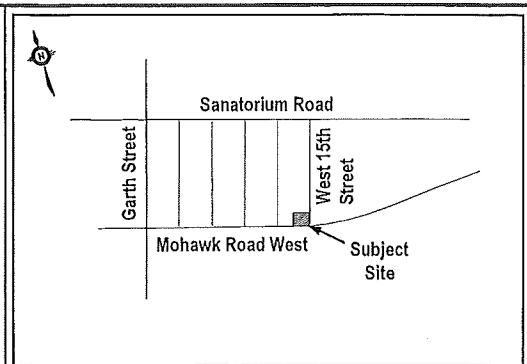 N
Sanatorium Road
Garth Street
West 15th
Street
Mohawk Road West
Subject
Site